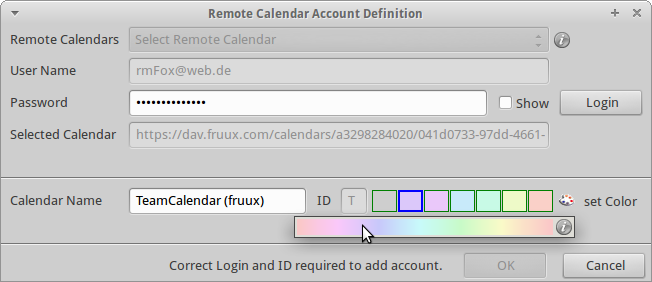 Remote Calendar Account Definition
Remote Calendars Select Remote Calendar
User Name rmFox@web.de
Password •••••••••••••• Show Login
Selected Calendar https://dav.fruux.com/calendars/a3298284020/041d0733-97dd-4661-
Calendar Name TeamCalendar (fruux) ID T set Color
Correct Login and ID required to add account. OK Cancel